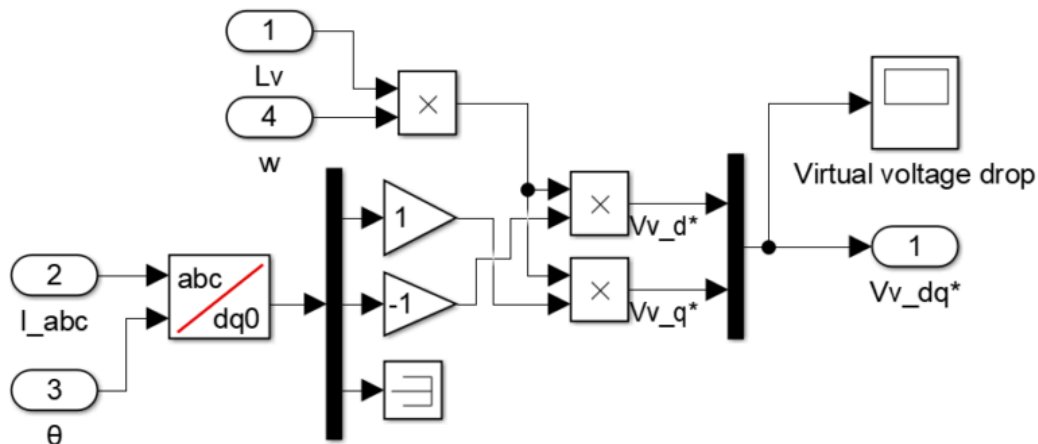 1
Lv
4
w
×
2
I_abc
3
θ
abc
dq0
1
-1
×
Vv_d*
×
Vv_q*
Virtual voltage drop
1
Vv_dq*